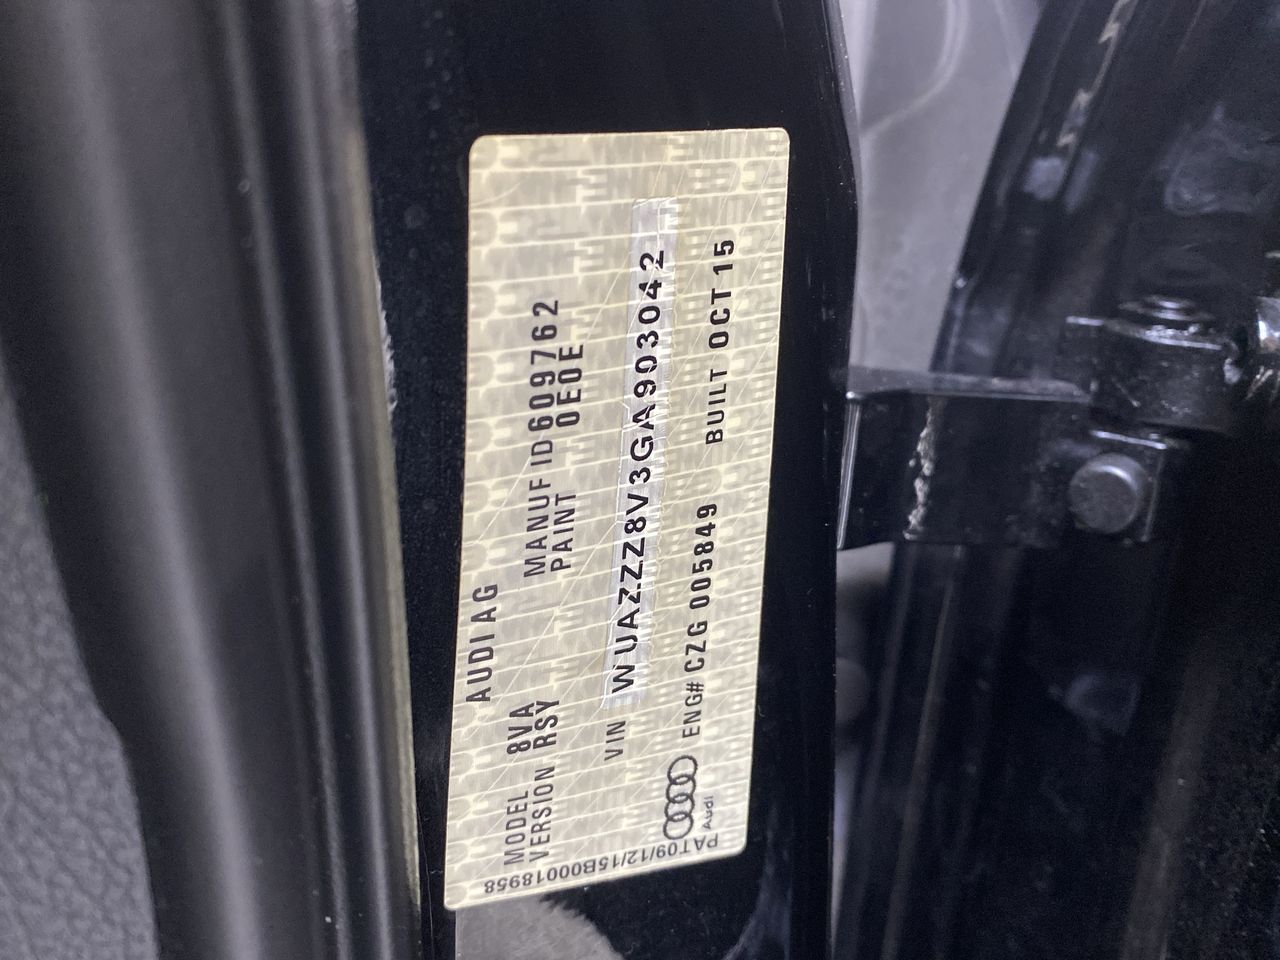 AUDI AG
MODEL 8VA MANUF ID 609762
VERSION RSY PAINT 0E0E
VIN WUAZZZ8V3GA903042
ENG# CZG 005849 BUILT OCT 15
Audi
PAT09/12/15B00018958